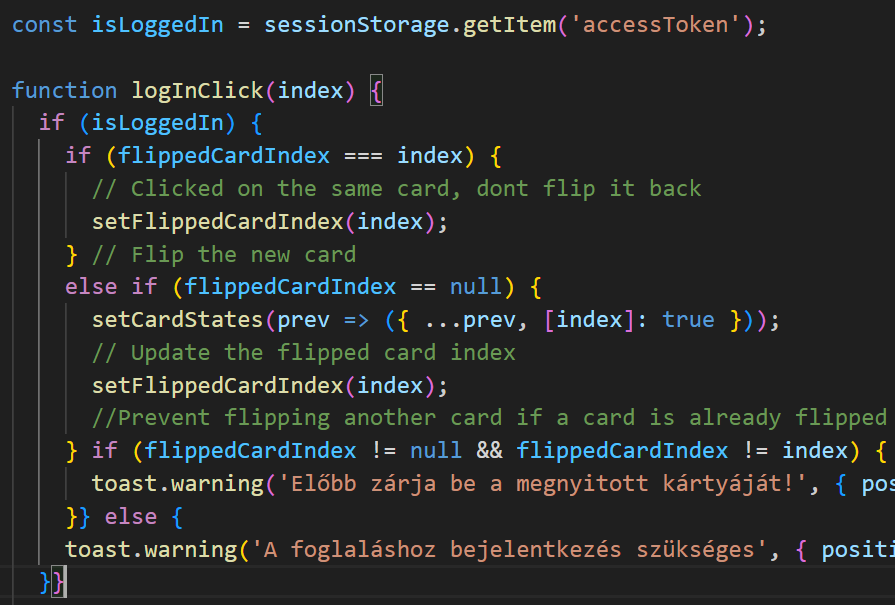 const isLoggedIn = sessionStorage.getItem('accessToken');
function logInClick(index) {
if (isLoggedIn) {
if (flippedCardIndex === index) {
// Clicked on the same card, dont flip it back
setFlippedCardIndex(index);
} // Flip the new card
else if (flippedCardIndex == null) {
setCardStates(prev => ({ ...prev, [index]: true }));
// Update the flipped card index
setFlippedCardIndex(index);
//Prevent flipping another card if a card is already flipped
} if (flippedCardIndex != null && flippedCardIndex != index) {
toast.warning('Előbb zárja be a megnyitott kártyáját!', { pos
}} else {
toast.warning('A foglaláshoz bejelentkezés szükséges', { positi
}}